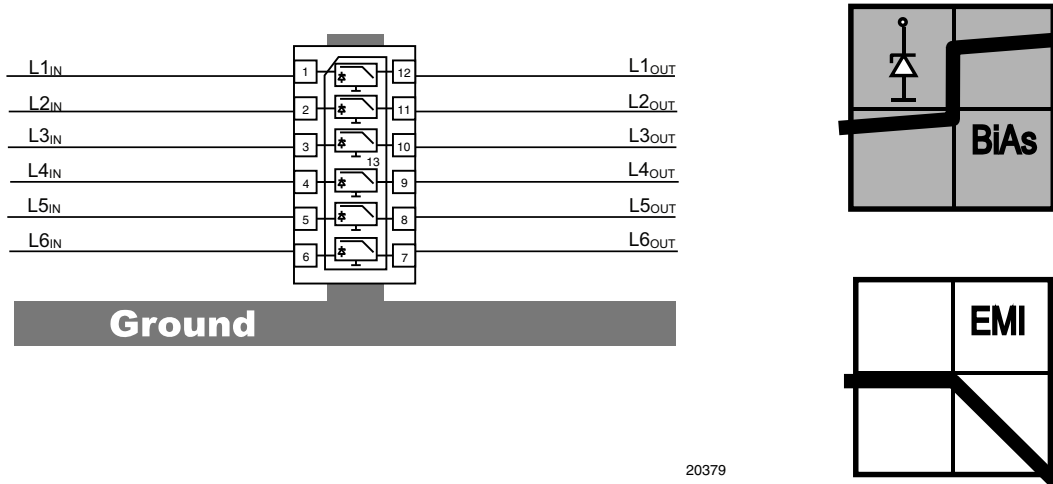 L1IN 1 12 L1OUT
L2IN 2 11 L2OUT
L3IN 3 10 L3OUT
13
L4IN 4 9 L4OUT
L5IN 5 8 L5OUT
L6IN 6 7 L6OUT
Ground
20379
BiAs
EMI